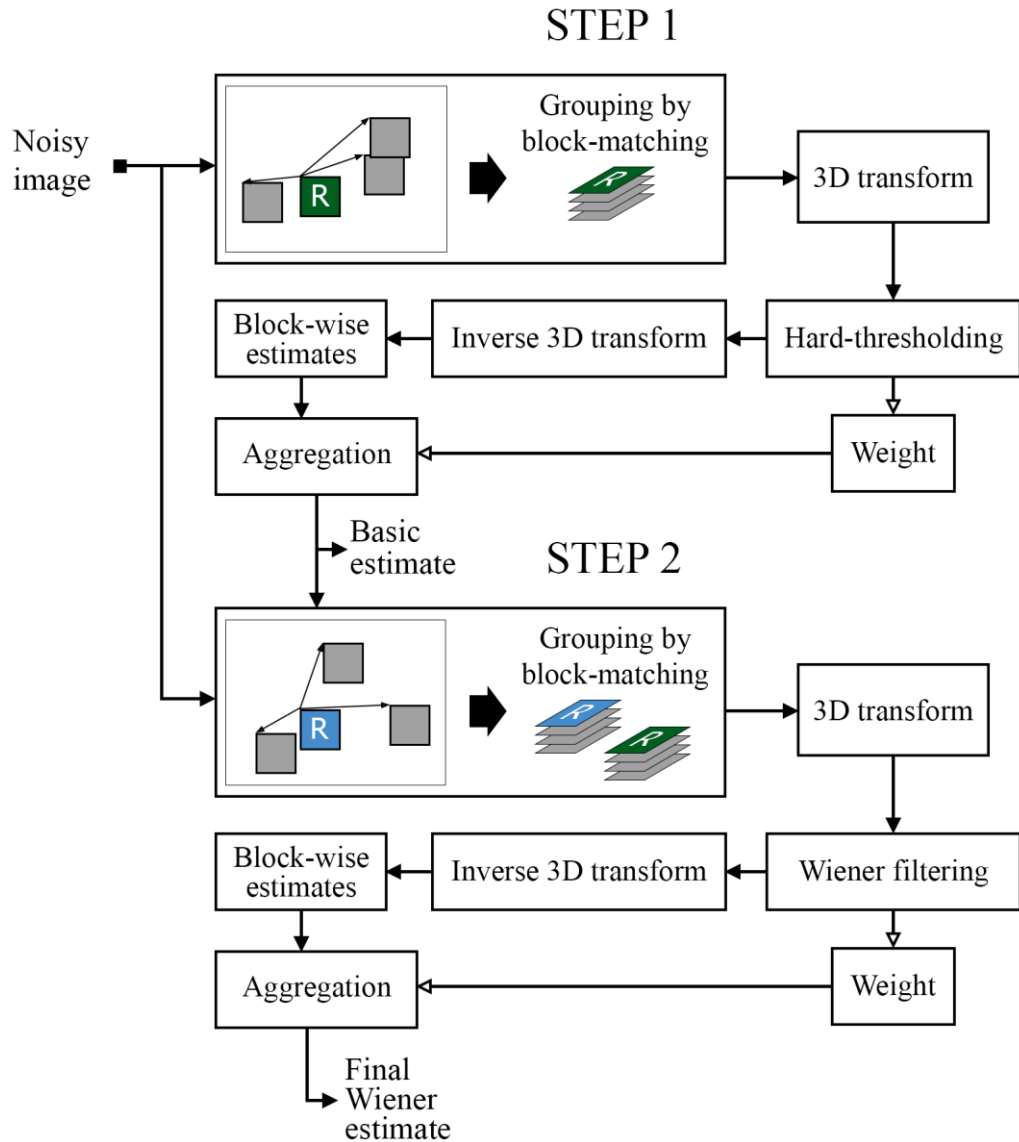 STEP 1
Noisy
image
R
Grouping by
block-matching
R
3D transform
Block-wise
estimates
Inverse 3D transform
Hard-thresholding
Aggregation
Weight
Basic
estimate
STEP 2
R
Grouping by
block-matching
R
R
3D transform
Block-wise
estimates
Inverse 3D transform
Wiener filtering
Aggregation
Weight
Final
Wiener
estimate